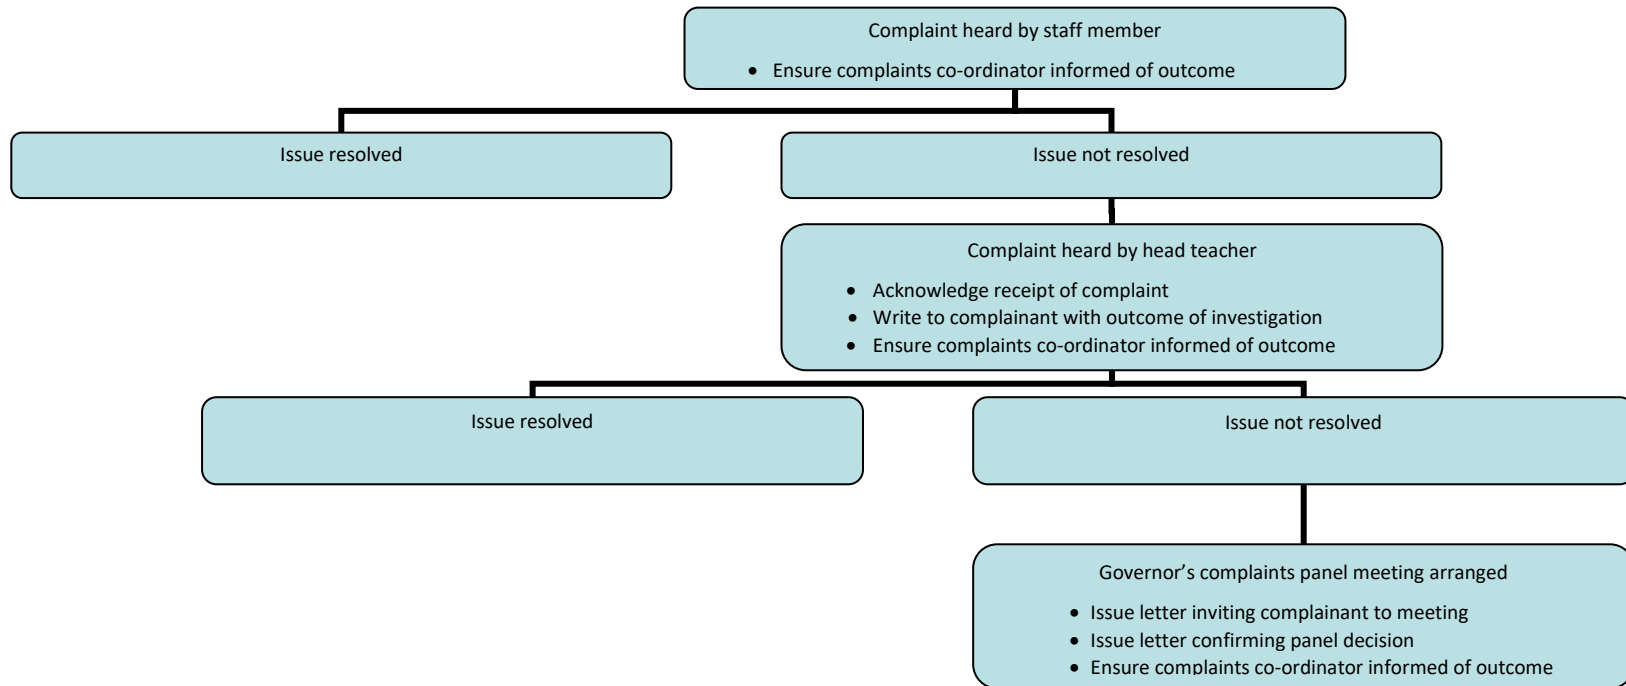 Complaint heard by staff member
• Ensure complaints co-ordinator informed of outcome
Issue resolved
Issue not resolved
Complaint heard by head teacher
• Acknowledge receipt of complaint
• Write to complainant with outcome of investigation
• Ensure complaints co-ordinator informed of outcome
Issue resolved
Issue not resolved
Governor’s complaints panel meeting arranged
• Issue letter inviting complainant to meeting
• Issue letter confirming panel decision
• Ensure complaints co-ordinator informed of outcome